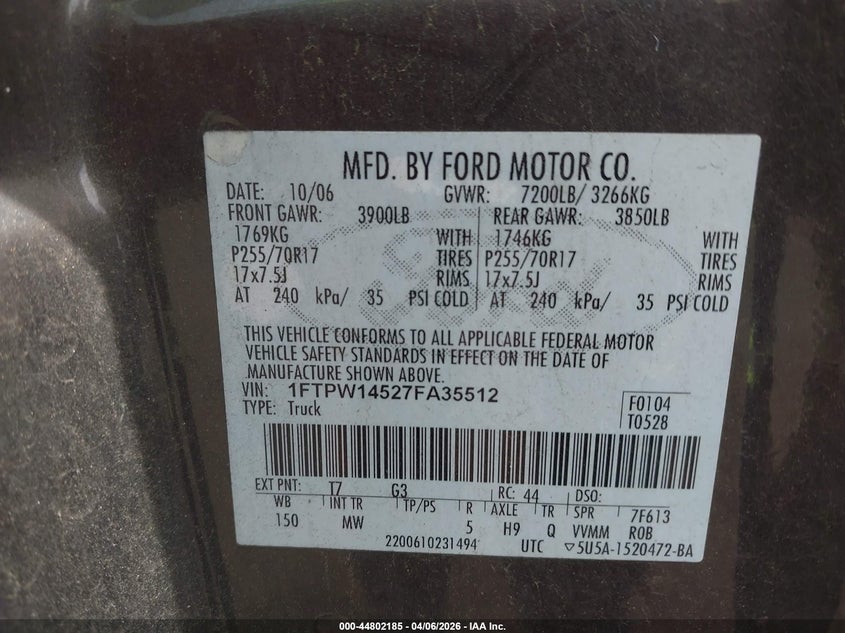 MFD. BY FORD MOTOR CO.
DATE: 10/06 GVWR: 7200LB/ 3266KG
FRONT GAWR: 3900LB REAR GAWR: 3850LB
1769KG WITH 1746KG WITH
P255/70R17 TIRES P255/70R17 TIRES
17x7.5J RIMS 17x7.5J RIMS
AT 240 kPa/ 35 PSI COLD AT 240 kPa/ 35 PSI COLD
THIS VEHICLE CONFORMS TO ALL APPLICABLE FEDERAL MOTOR
VEHICLE SAFETY STANDARDS IN EFFECT ON THE DATE OF
MANUFACTURE SHOWN ABOVE.
VIN: 1FTPW14527FA35512
TYPE: Truck
F0104
T0528
EXT PNT: T7 G3 RC: 44 DSO:
WB INT TR TP/PS R AXLE TR SPR 7F613
150 MW 5 H9 Q VVMM ROB
2200610231494 UTC ▽5U5A-1520472-BA
000-44802185 - 04/06/2026 - IAA Inc.